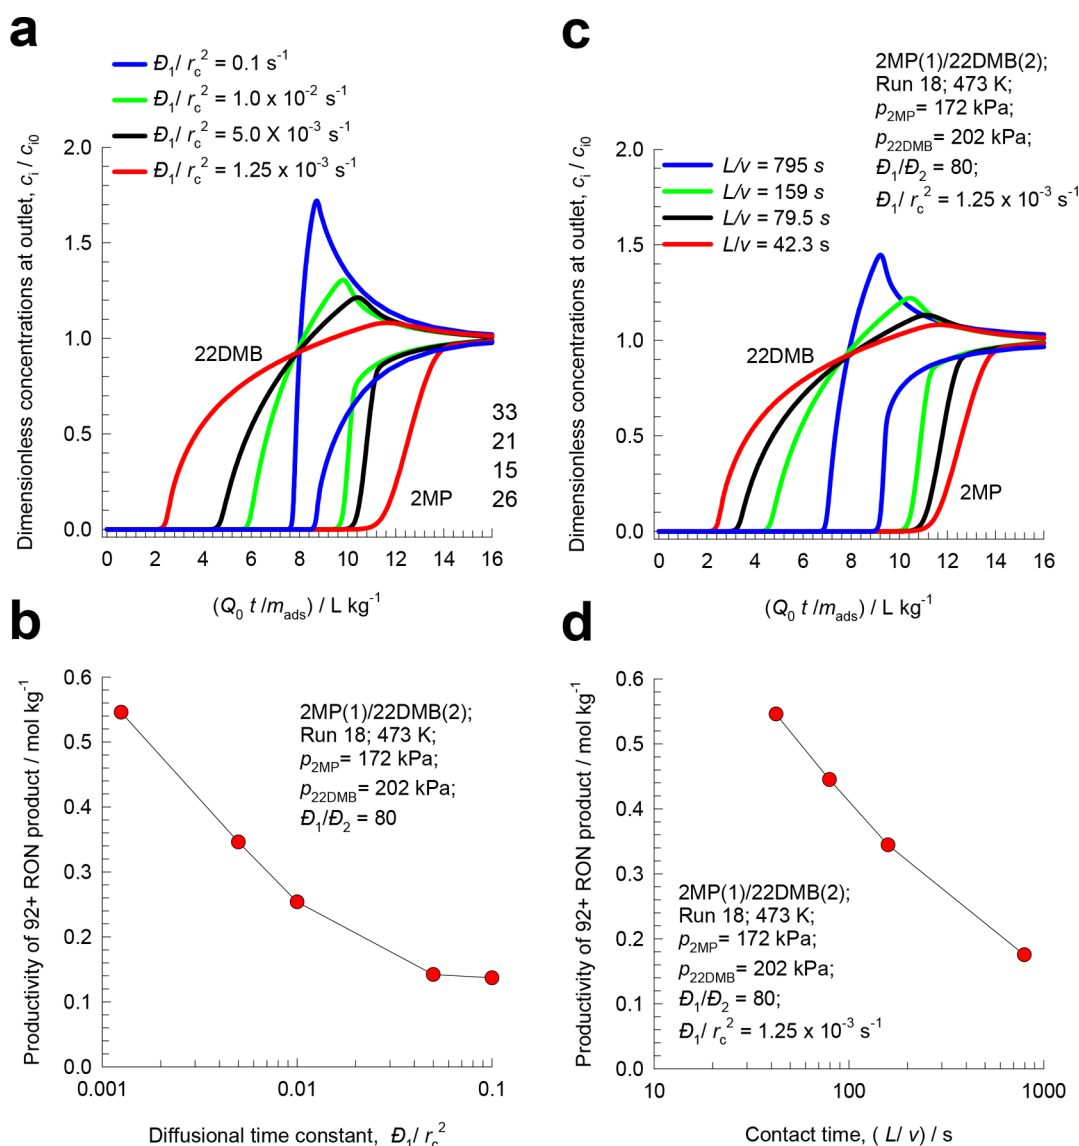 a
Đ1/ rc2 = 0.1 s-1
Đ1/ rc2 = 1.0 x 10-2 s-1
Đ1/ rc2 = 5.0 X 10-3 s-1
Đ1/ rc2 = 1.25 x 10-3 s-1
Dimensionless concentrations at outlet, ci / ci0
2.0
1.5
1.0
0.5
0.0
22DMB
2MP
33
21
15
26
0 2 4 6 8 10 12 14 16
(Q0 t /mads) / L kg-1
c
2MP(1)/22DMB(2);
Run 18; 473 K;
p2MP= 172 kPa;
p22DMB= 202 kPa;
Đ1/Đ2 = 80;
Đ1/ rc2 = 1.25 x 10-3 s-1
L/v = 795 s
L/v = 159 s
L/v = 79.5 s
L/v = 42.3 s
Dimensionless concentrations at outlet, ci / ci0
2.0
1.5
1.0
0.5
0.0
22DMB
2MP
0 2 4 6 8 10 12 14 16
(Q0 t /mads) / L kg-1
b
Productivity of 92+ RON product / mol kg-1
0.6
0.5
0.4
0.3
0.2
0.1
0.0
2MP(1)/22DMB(2);
Run 18; 473 K;
p2MP= 172 kPa;
p22DMB= 202 kPa;
Đ1/Đ2 = 80
0.001 0.01 0.1
Diffusional time constant, Đ1/ rc2
d
Productivity of 92+ RON product / mol kg-1
0.6
0.5
0.4
0.3
0.2
0.1
0.0
2MP(1)/22DMB(2);
Run 18; 473 K;
p2MP= 172 kPa;
p22DMB= 202 kPa;
Đ1/Đ2 = 80;
Đ1/ rc2 = 1.25 x 10-3 s-1
10 100 1000
Contact time, ( L/ v) / s